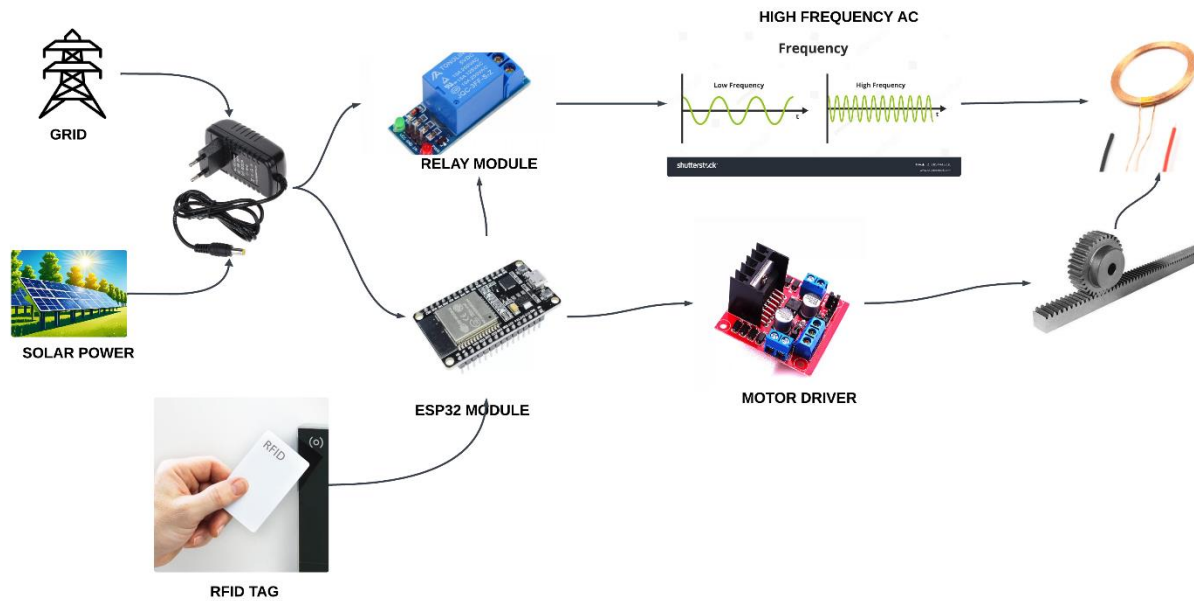 HIGH FREQUENCY AC
Frequency
Low Frequency
High Frequency
t
t
shutterstock
GRID
RELAY MODULE
SOLAR POWER
ESP32 MODULE
MOTOR DRIVER
RFID
RFID TAG